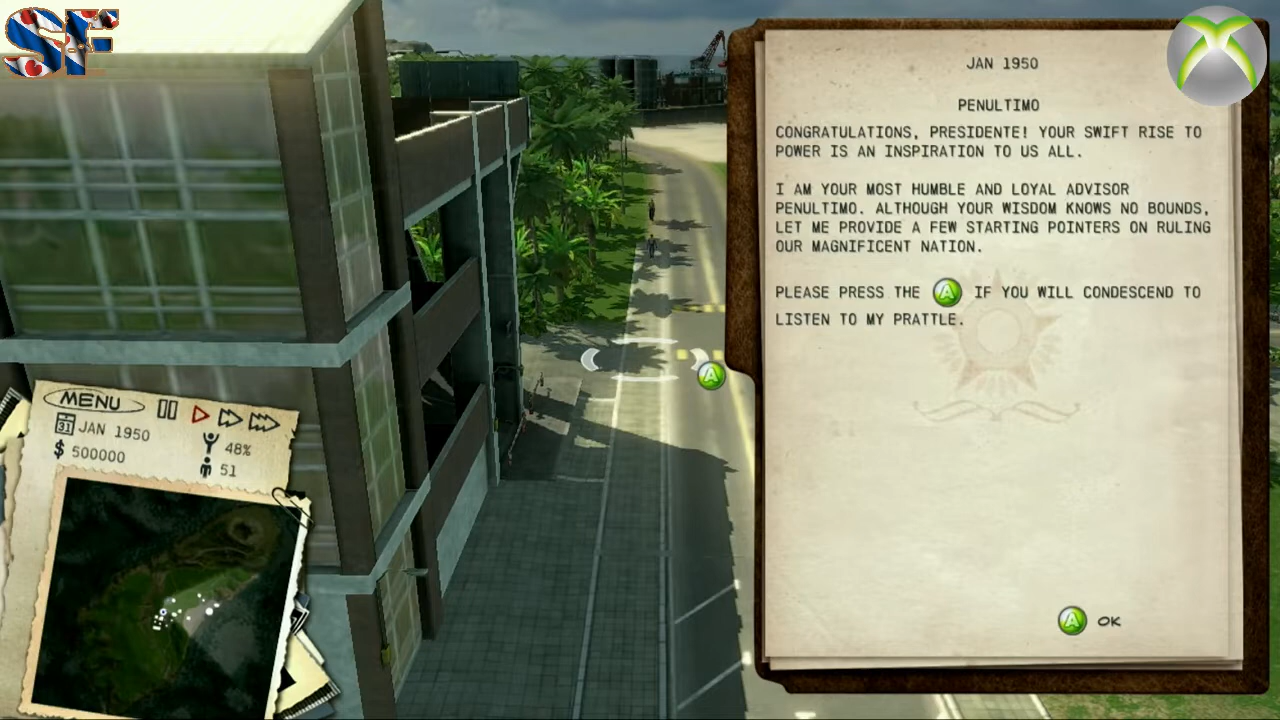 SF
JAN 1950
PENULTIMO
CONGRATULATIONS, PRESIDENTE! YOUR SWIFT RISE TO
POWER IS AN INSPIRATION TO US ALL.
I AM YOUR MOST HUMBLE AND LOYAL ADVISOR
PENULTIMO. ALTHOUGH YOUR WISDOM KNOWS NO BOUNDS,
LET ME PROVIDE A FEW STARTING POINTERS ON RULING
OUR MAGNIFICENT NATION.
PLEASE PRESS THE A IF YOU WILL CONDESCEND TO
LISTEN TO MY PRATTLE.
A OK
A
MENU
31 JAN 1950
48%
$ 500000
51